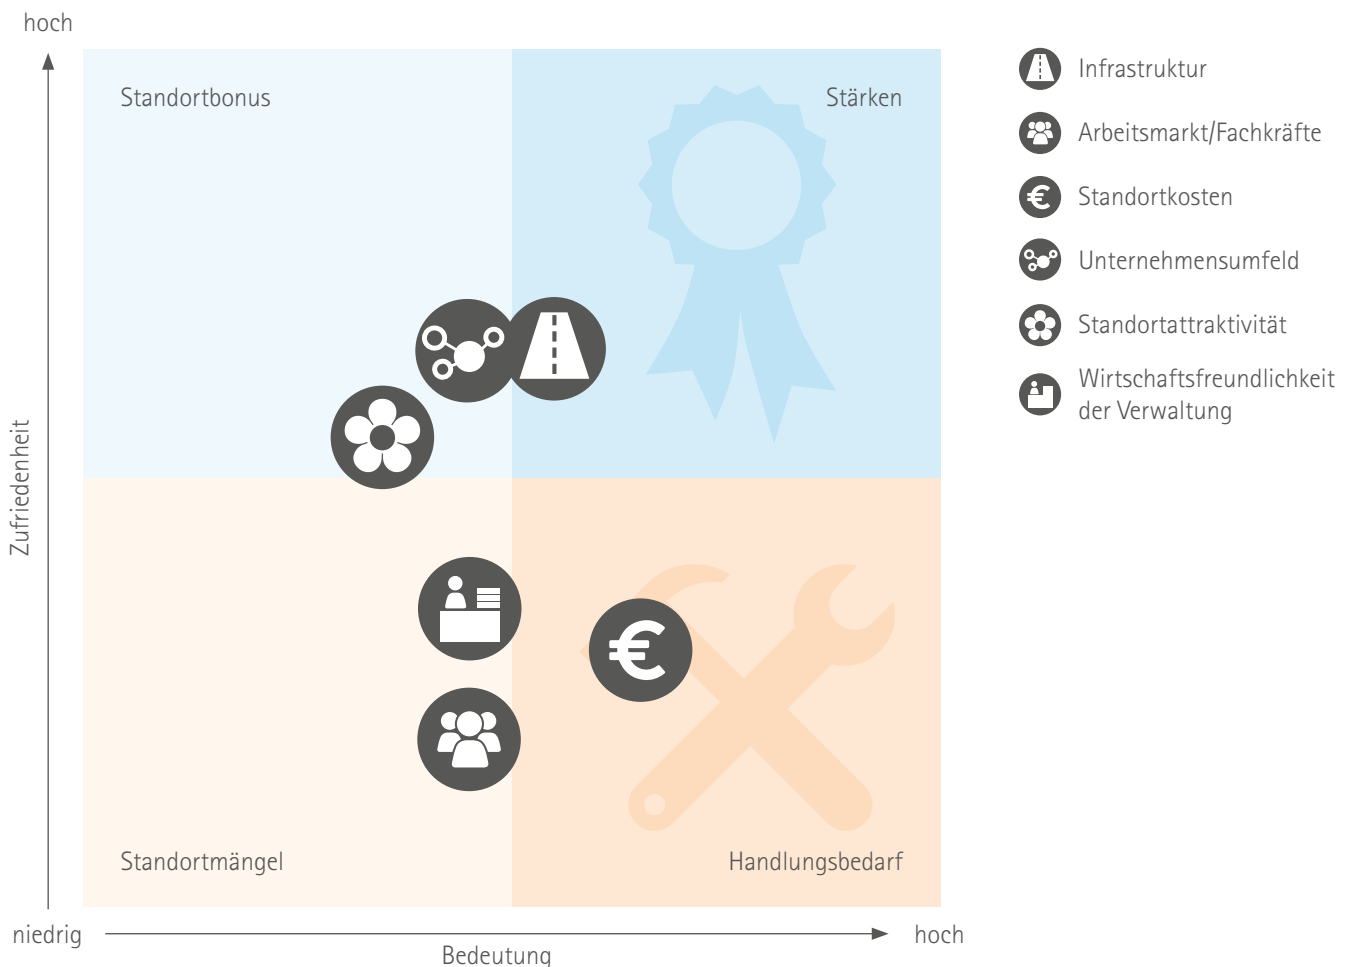 hoch
Standortbonus
Stärken
Zufriedenheit
Standortmängel
Handlungsbedarf
niedrig
Bedeutung
hoch
Infrastruktur
Arbeitsmarkt/Fachkräfte
€
Standortkosten
Unternehmensumfeld
Standortattraktivität
Wirtschaftsfreundlichkeit
der Verwaltung
€